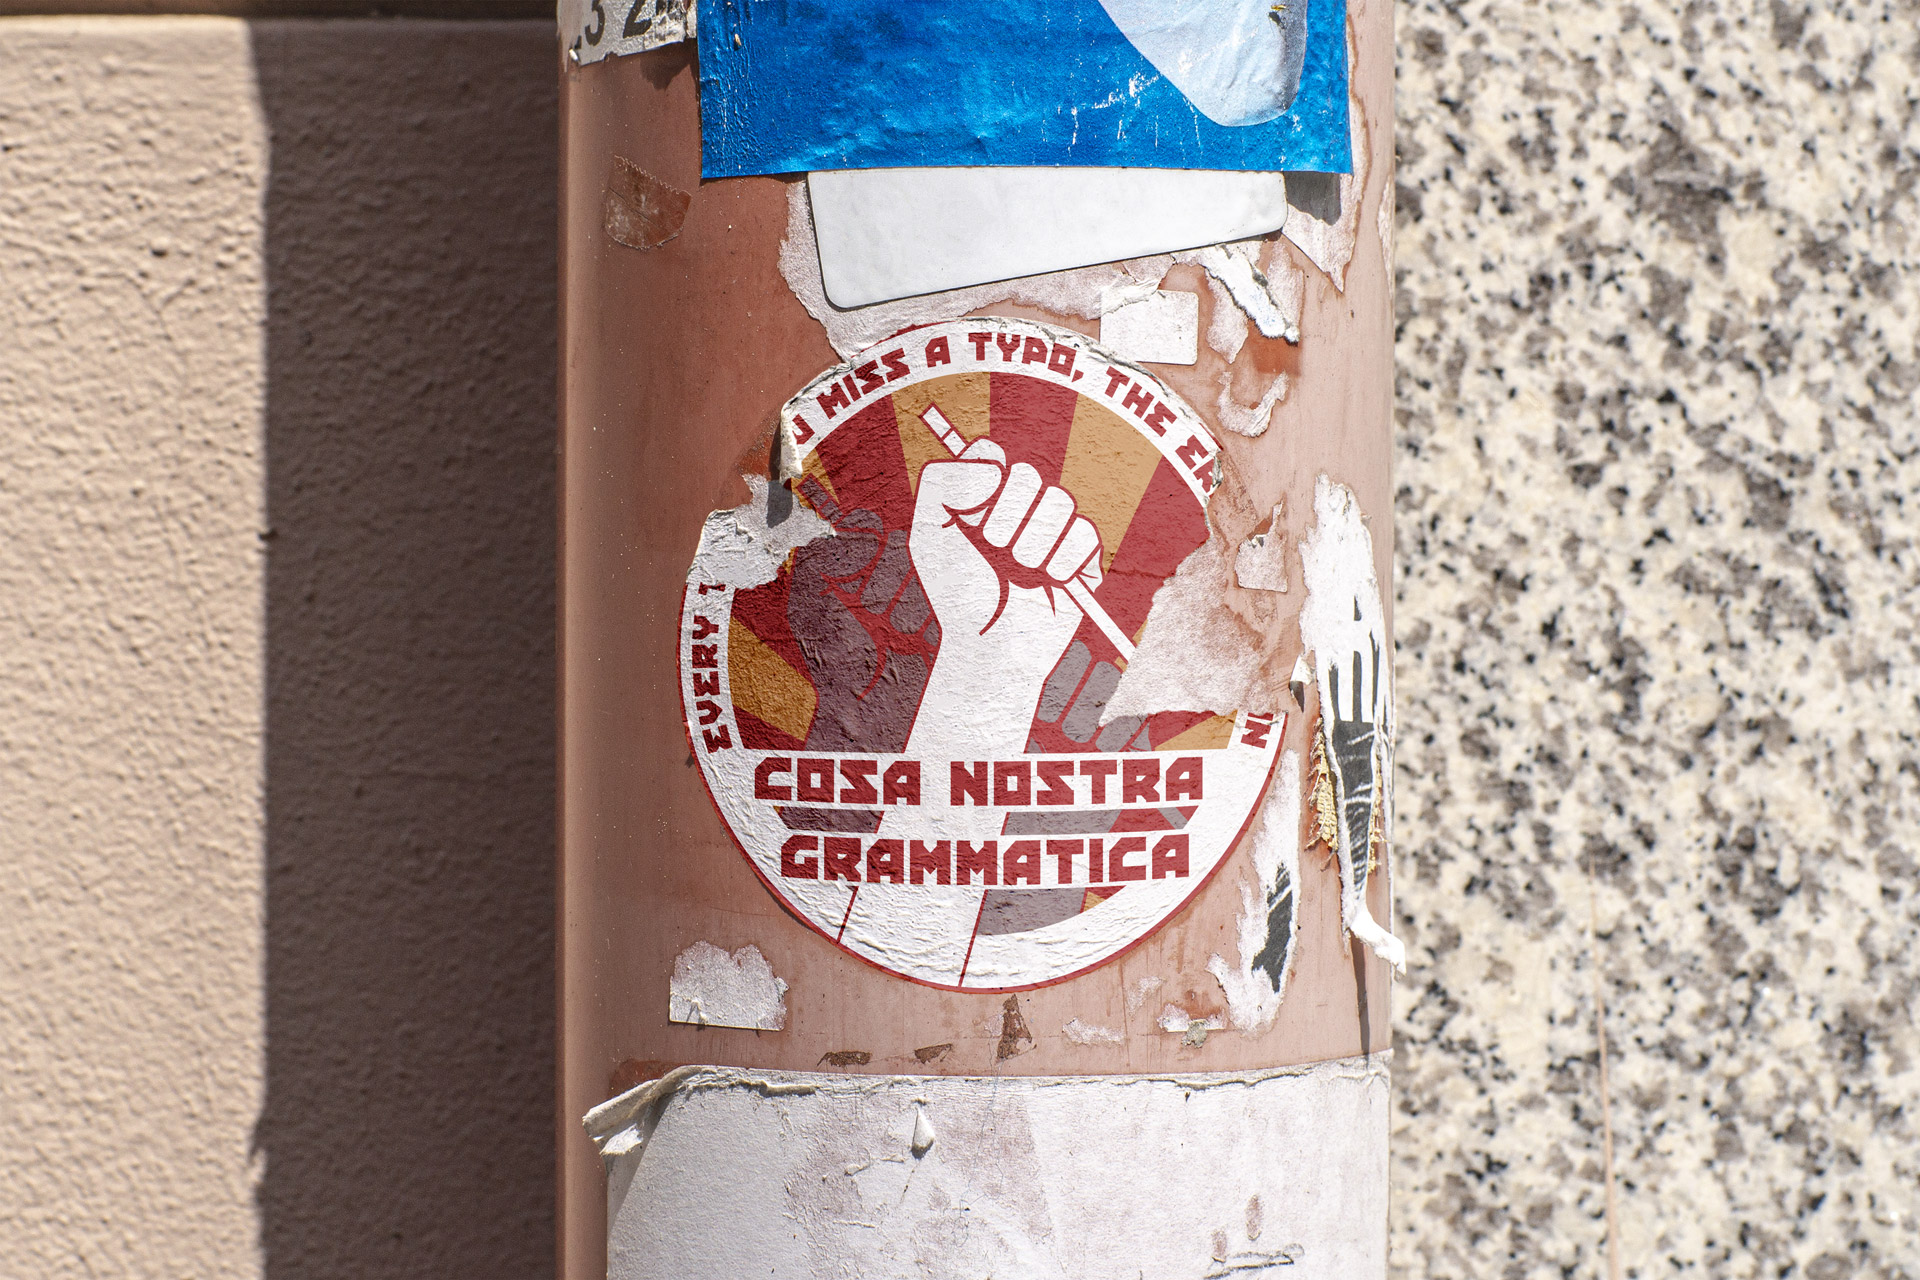 EVERY
MISS A TYPO, THE
COSA NOSTRA
GRAMMATICA